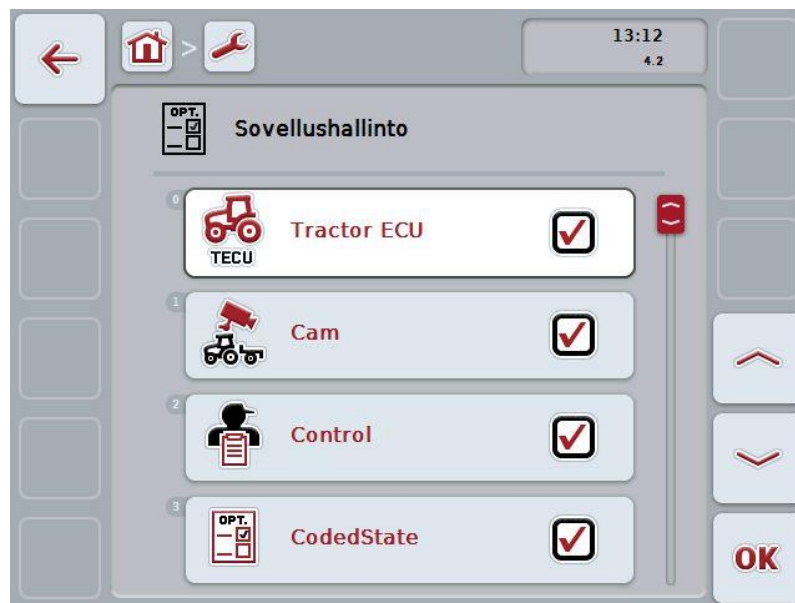 >
13:12
4.2
OPT.
Sovellushallinto
0
TECU
Tractor ECU
1
Cam
2
Control
3
OPT.
CodedState
OK